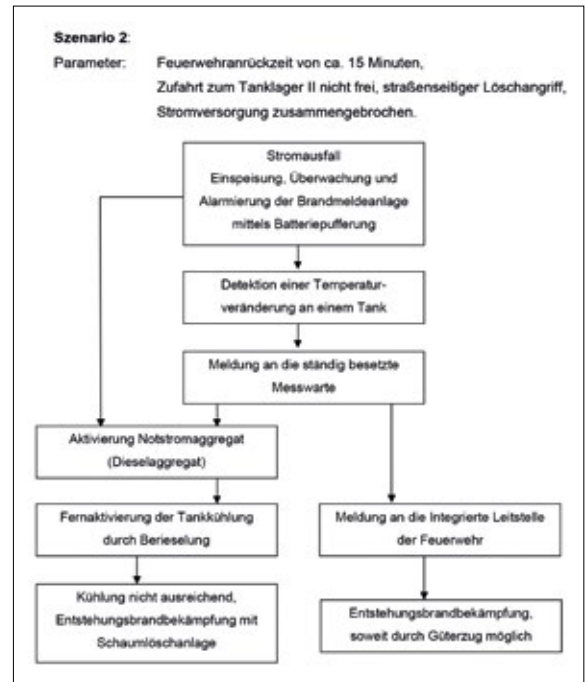 Szenario 2:
Parameter: Feuerwehranrückzeit von ca. 15 Minuten,
Zufahrt zum Tanklager II nicht frei, straßenseitiger Löschangriff,
Stromversorgung zusammengebrochen.
Stromausfall
Einspeisung, Überwachung und
Alarmierung der Brandmeldeanlage
mittels Batteriepufferung
Detektion einer Temperatur-
veränderung an einem Tank
Meldung an die ständig besetzte
Messwarte
Aktivierung Notstromaggregat
(Dieselaggregat)
Fernaktivierung der Tankkühlung
durch Berieselung
Kühlung nicht ausreichend,
Entstehungsbrandbekämpfung mit
Schaumlöschanlage
Meldung an die Integrierte Leitstelle
der Feuerwehr
Entstehungsbrandbekämpfung,
soweit durch Güterzug möglich